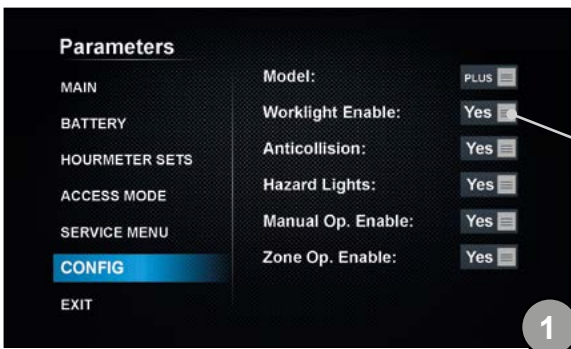 Parameters
MAIN
BATTERY
HOURMETER SETS
ACCESS MODE
SERVICE MENU
CONFIG
EXIT
Model: PLUS
Worklight Enable: Yes
Anticollision: Yes
Hazard Lights: Yes
Manual Op. Enable: Yes
Zone Op. Enable: Yes
1